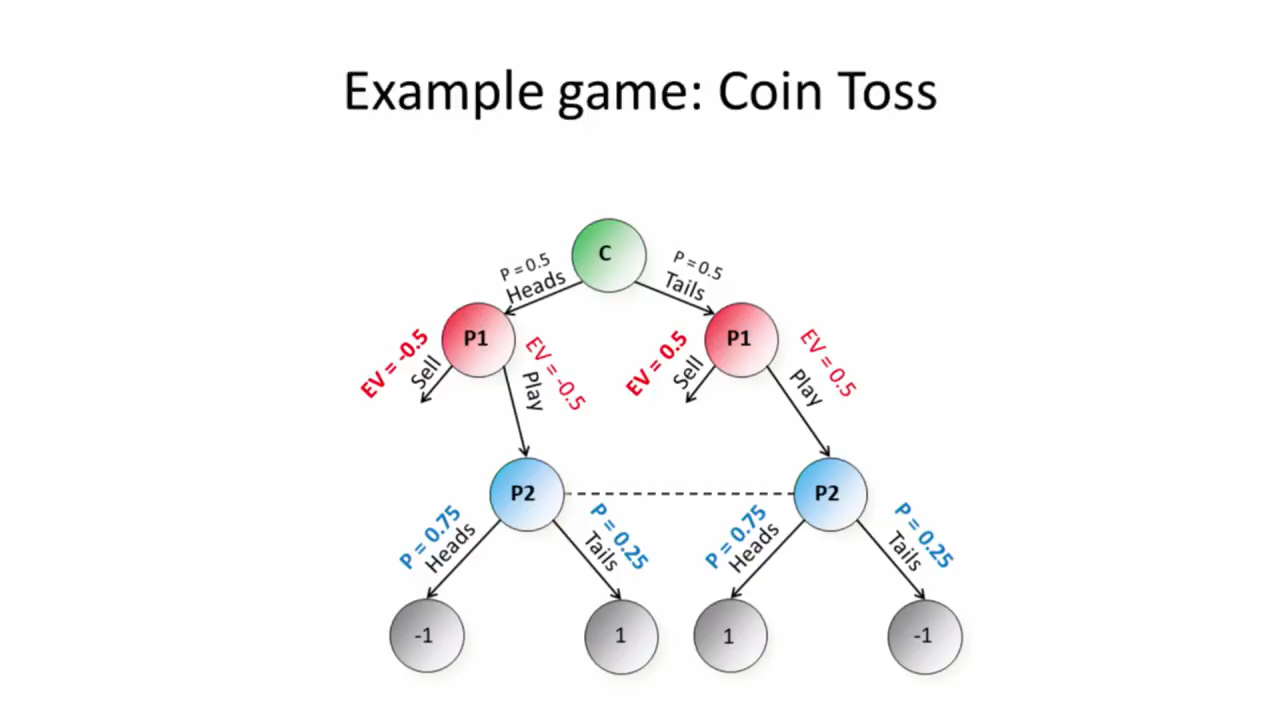 Example game: Coin Toss
C
P = 0.5
Heads
P = 0.5
Tails
P1
P1
EV = -0.5
Sell
EV = -0.5
Play
EV = 0.5
Sell
EV = 0.5
Play
P2
P2
P = 0.75
Heads
P = 0.25
Tails
P = 0.75
Heads
P = 0.25
Tails
-1
1
1
-1